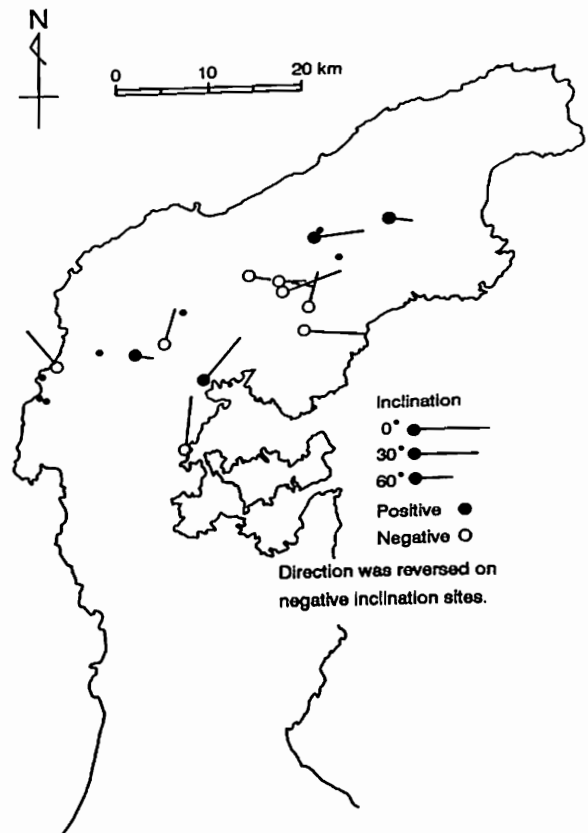 N
0 10 20 km
Inclination
0°
30°
60°
Positive
Negative
Direction was reversed on
negative inclination sites.